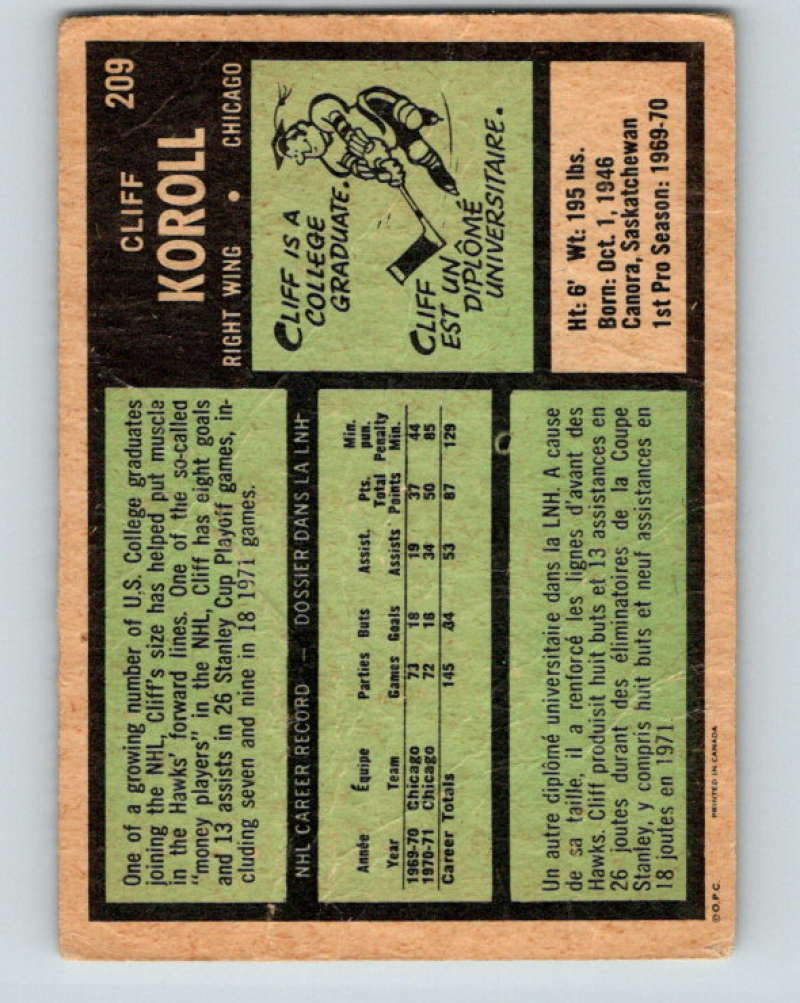 209
CLIFF
KOROLL
RIGHT WING • CHICAGO
CLIFF IS A
COLLEGE
GRADUATE.
CLIFF
EST UN
DIPLÔMÉ
UNIVERSITAIRE.
Ht: 6' Wt: 195 lbs.
Born: Oct. 1, 1946
Canora, Saskatchewan
1st Pro Season: 1969-70
One of a growing number of U.S. College graduates
joining the NHL, Cliff's size has helped put muscle
in the Hawks' forward lines. One of the so-called
"money players" in the NHL, Cliff has eight goals
and 13 assists in 26 Stanley Cup Playoff games, in-
cluding seven and nine in 18 1971 games.
NHL CAREER RECORD — DOSSIER DANS LA LNH
Min.
Pts. pun.
Année Équipe Parties Buts Assist. Total Penalty
Year Team Games Goals Assists Points Min.
1969-70 Chicago 73 18 19 37 44
1970-71 Chicago 72 16 34 50 85
Career Totals 145 34 53 87 129
Un autre diplômé universitaire dans la LNH. A cause
de sa taille, il a renforcé les lignes d'avant des
Hawks. Cliff produisit huit buts et 13 assistances en
26 joutes durant des éliminatoires de la Coupe
Stanley, y compris huit buts et neuf assistances en
18 joutes en 1971
©O.P.C. PRINTED IN CANADA